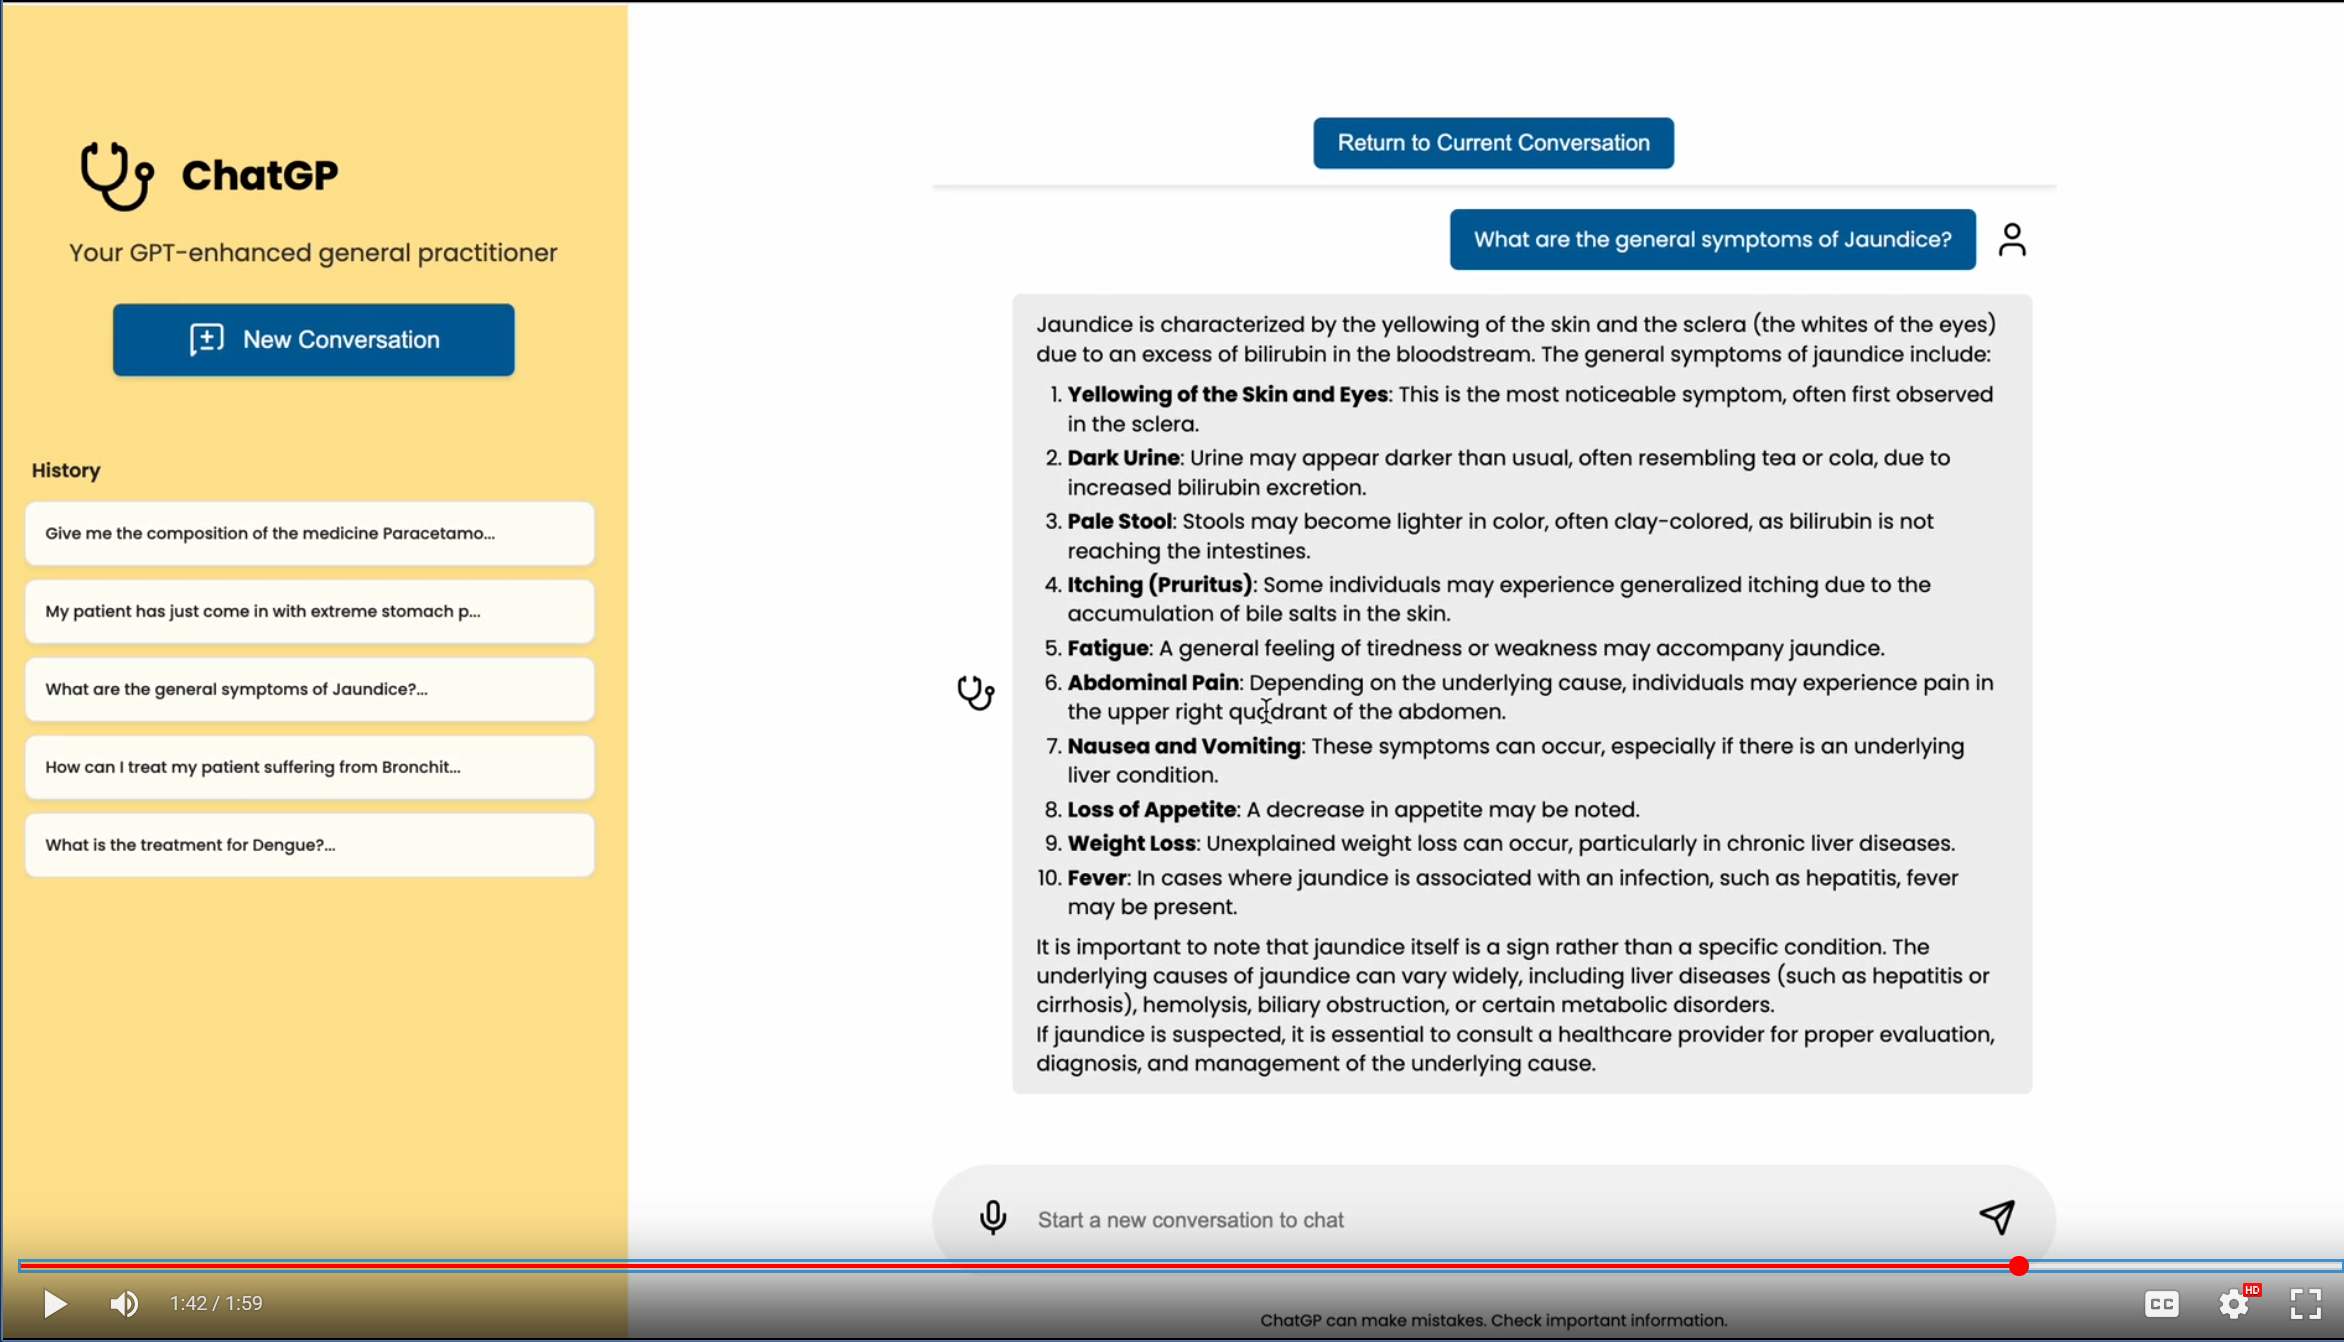 ChatGP
Your GPT-enhanced general practitioner
New Conversation
History
Give me the composition of the medicine Paracetamo...
My patient has just come in with extreme stomach p...
What are the general symptoms of Jaundice?...
How can I treat my patient suffering from Bronchit...
What is the treatment for Dengue?...
Return to Current Conversation
What are the general symptoms of Jaundice?
Jaundice is characterized by the yellowing of the skin and the sclera (the whites of the eyes)
due to an excess of bilirubin in the bloodstream. The general symptoms of jaundice include:
1. Yellowing of the Skin and Eyes: This is the most noticeable symptom, often first observed
in the sclera.
2. Dark Urine: Urine may appear darker than usual, often resembling tea or cola, due to
increased bilirubin excretion.
3. Pale Stool: Stools may become lighter in color, often clay-colored, as bilirubin is not
reaching the intestines.
4. Itching (Pruritus): Some individuals may experience generalized itching due to the
accumulation of bile salts in the skin.
5. Fatigue: A general feeling of tiredness or weakness may accompany jaundice.
6. Abdominal Pain: Depending on the underlying cause, individuals may experience pain in
the upper right quadrant of the abdomen.
7. Nausea and Vomiting: These symptoms can occur, especially if there is an underlying
liver condition.
8. Loss of Appetite: A decrease in appetite may be noted.
9. Weight Loss: Unexplained weight loss can occur, particularly in chronic liver diseases.
10. Fever: In cases where jaundice is associated with an infection, such as hepatitis, fever
may be present.
It is important to note that jaundice itself is a sign rather than a specific condition. The
underlying causes of jaundice can vary widely, including liver diseases (such as hepatitis or
cirrhosis), hemolysis, biliary obstruction, or certain metabolic disorders.
If jaundice is suspected, it is essential to consult a healthcare provider for proper evaluation,
diagnosis, and management of the underlying cause.
Start a new conversation to chat
1:42 / 1:59
CC
HD
ChatGP can make mistakes. Check important information.